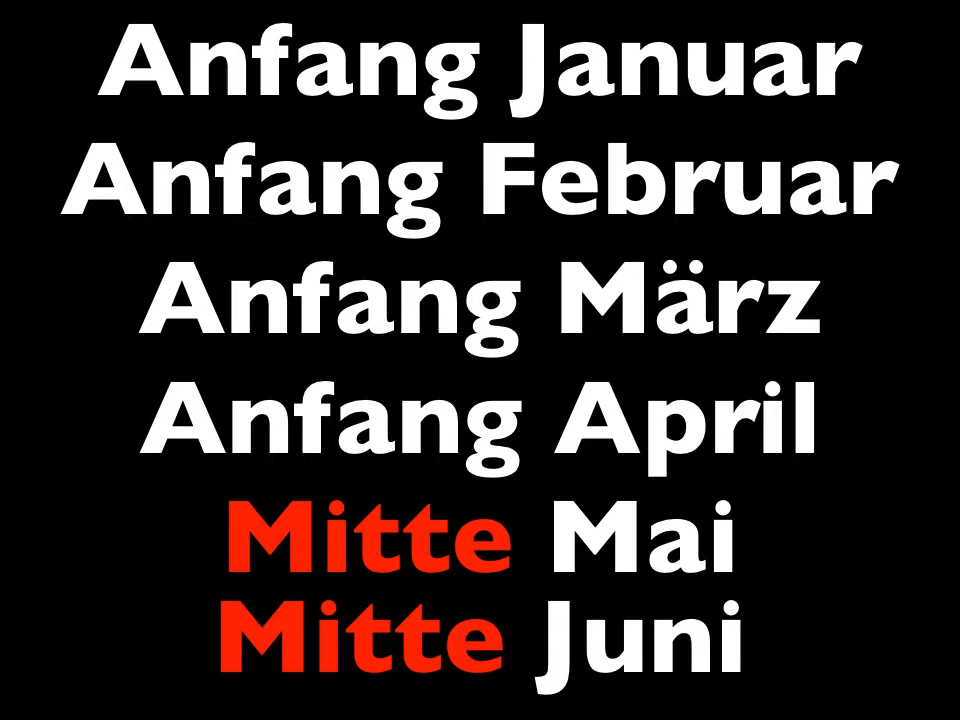 Anfang Januar
Anfang Februar
Anfang März
Anfang April
Mitte Mai
Mitte Juni